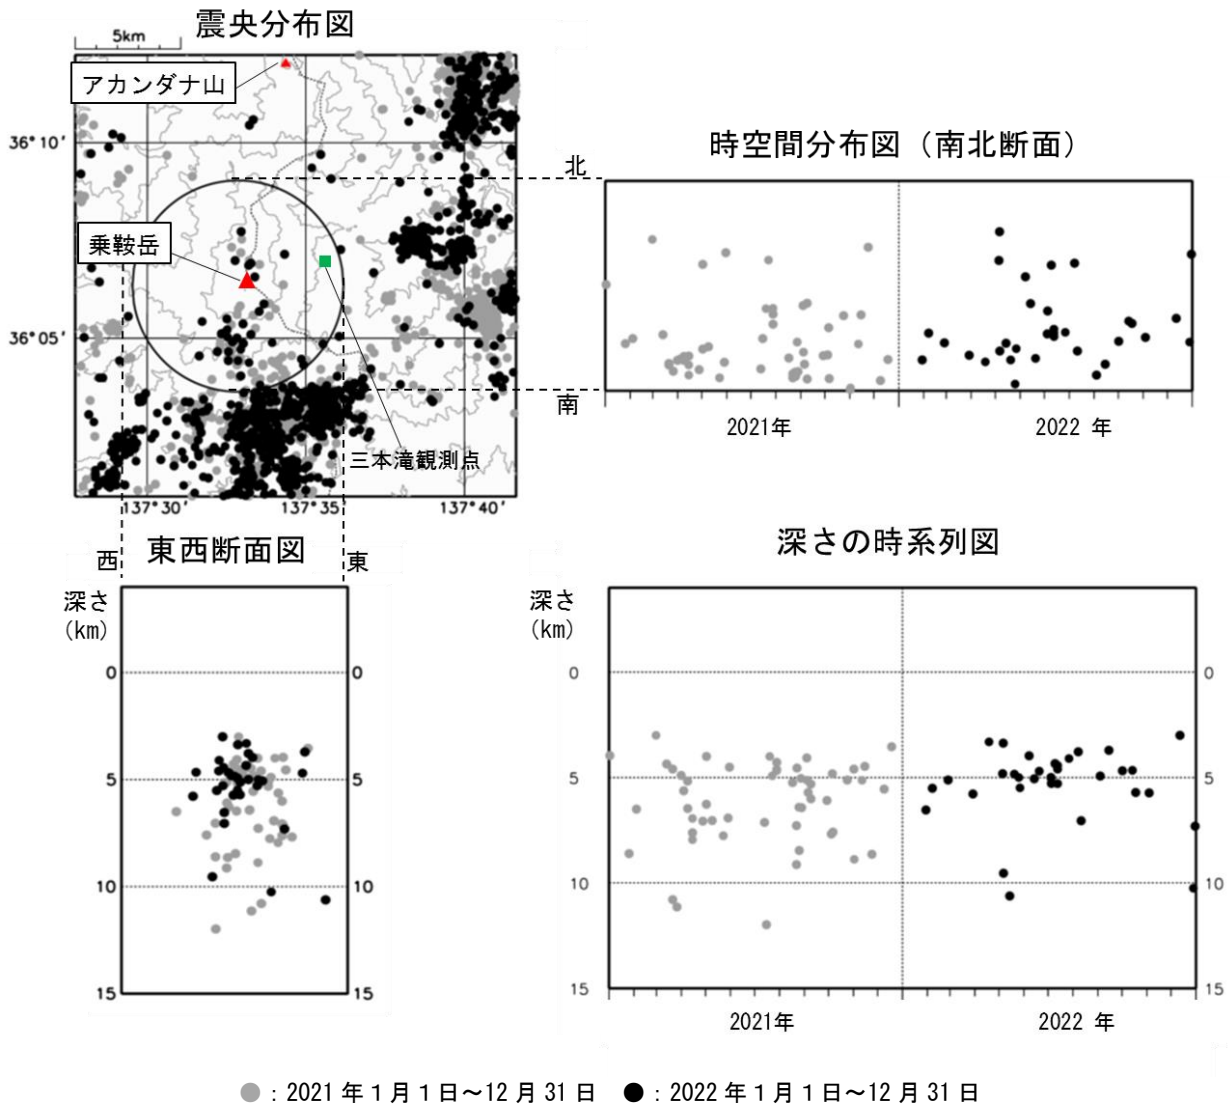 震央分布図
5km
アカンダナ山
36°10′
乗鞍岳
36°05′
三本滝観測点
137°30′
137°35′
137°40′
時空間分布図（南北断面）
北
南
2021年
2022 年
西
東西断面図
東
深さ
(km)
0
0
5
5
10
10
15
15
深さの時系列図
深さ
(km)
0
0
5
5
10
10
15
15
2021年
2022 年
●：2021 年１月１日～12 月 31 日 ●：2022 年１月１日～12 月 31 日